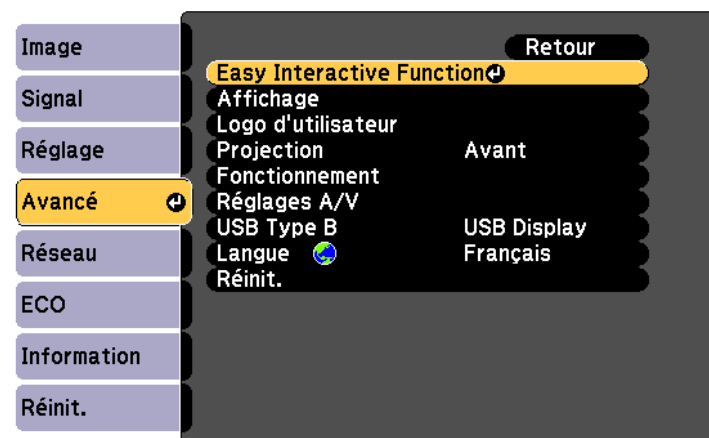 Image
Signal
Réglage
Avancé
Réseau
ECO
Information
Réinit.
Retour
Easy Interactive Function
Affichage
Logo d'utilisateur
Projection Avant
Fonctionnement
Réglages A/V
USB Type B USB Display
Langue Français
Réinit.